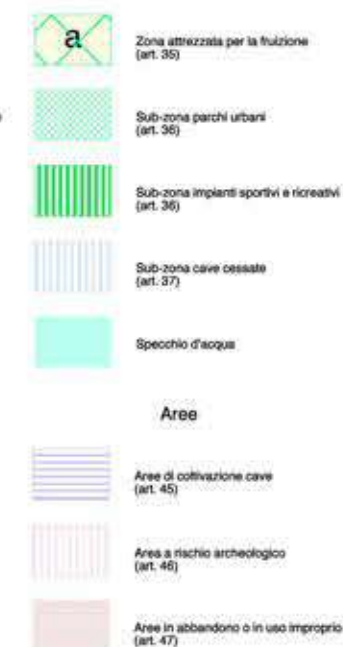 a
Zona attrezzata per la fruizione
(art. 35)
Sub-zona parchi urbani
(art. 36)
Sub-zona impianti sportivi e ricreativi
(art. 36)
Sub-zona cave cessate
(art. 37)
Specchio d'acqua
Aree
Aree di coltivazione cave
(art. 45)
Area a rischio archeologico
(art. 46)
Aree in abbandono o in uso improprio
(art. 47)